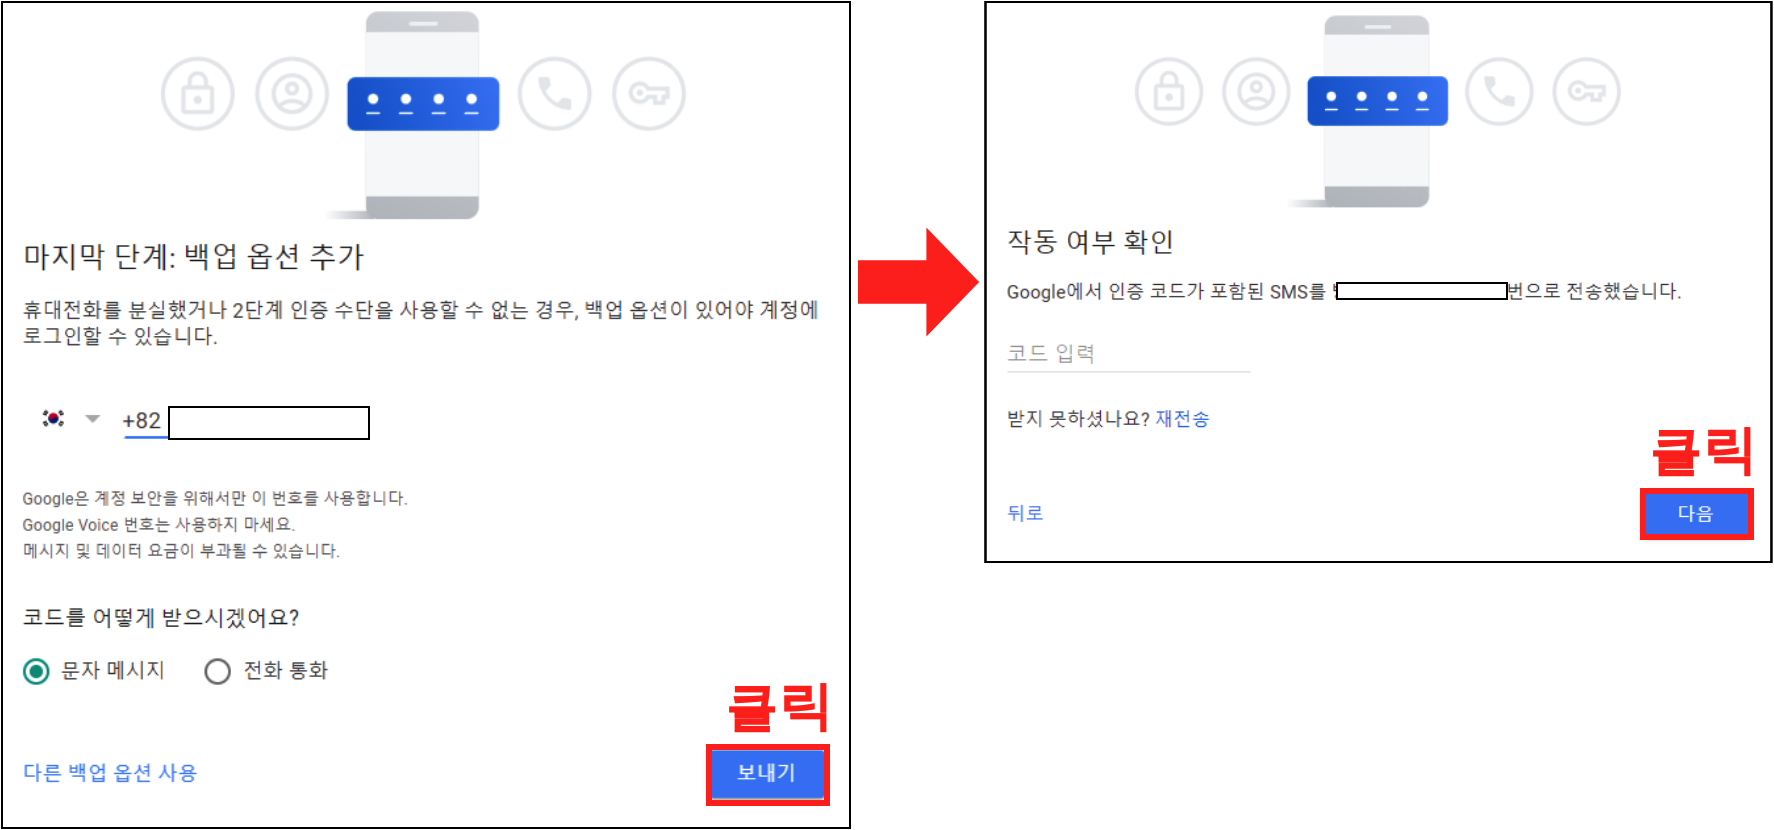 마지막 단계: 백업 옵션 추가
휴대전화를 분실했거나 2단계 인증 수단을 사용할 수 없는 경우, 백업 옵션이 있어야 계정에
로그인할 수 있습니다.
+82
Google은 계정 보안을 위해서만 이 번호를 사용합니다.
Google Voice 번호는 사용하지 마세요.
메시지 및 데이터 요금이 부과될 수 있습니다.
코드를 어떻게 받으시겠어요?
문자 메시지 전화 통화
클릭
다른 백업 옵션 사용 보내기
작동 여부 확인
Google에서 인증 코드가 포함된 SMS를 번으로 전송했습니다.
코드 입력
받지 못하셨나요? 재전송
클릭
뒤로 다음